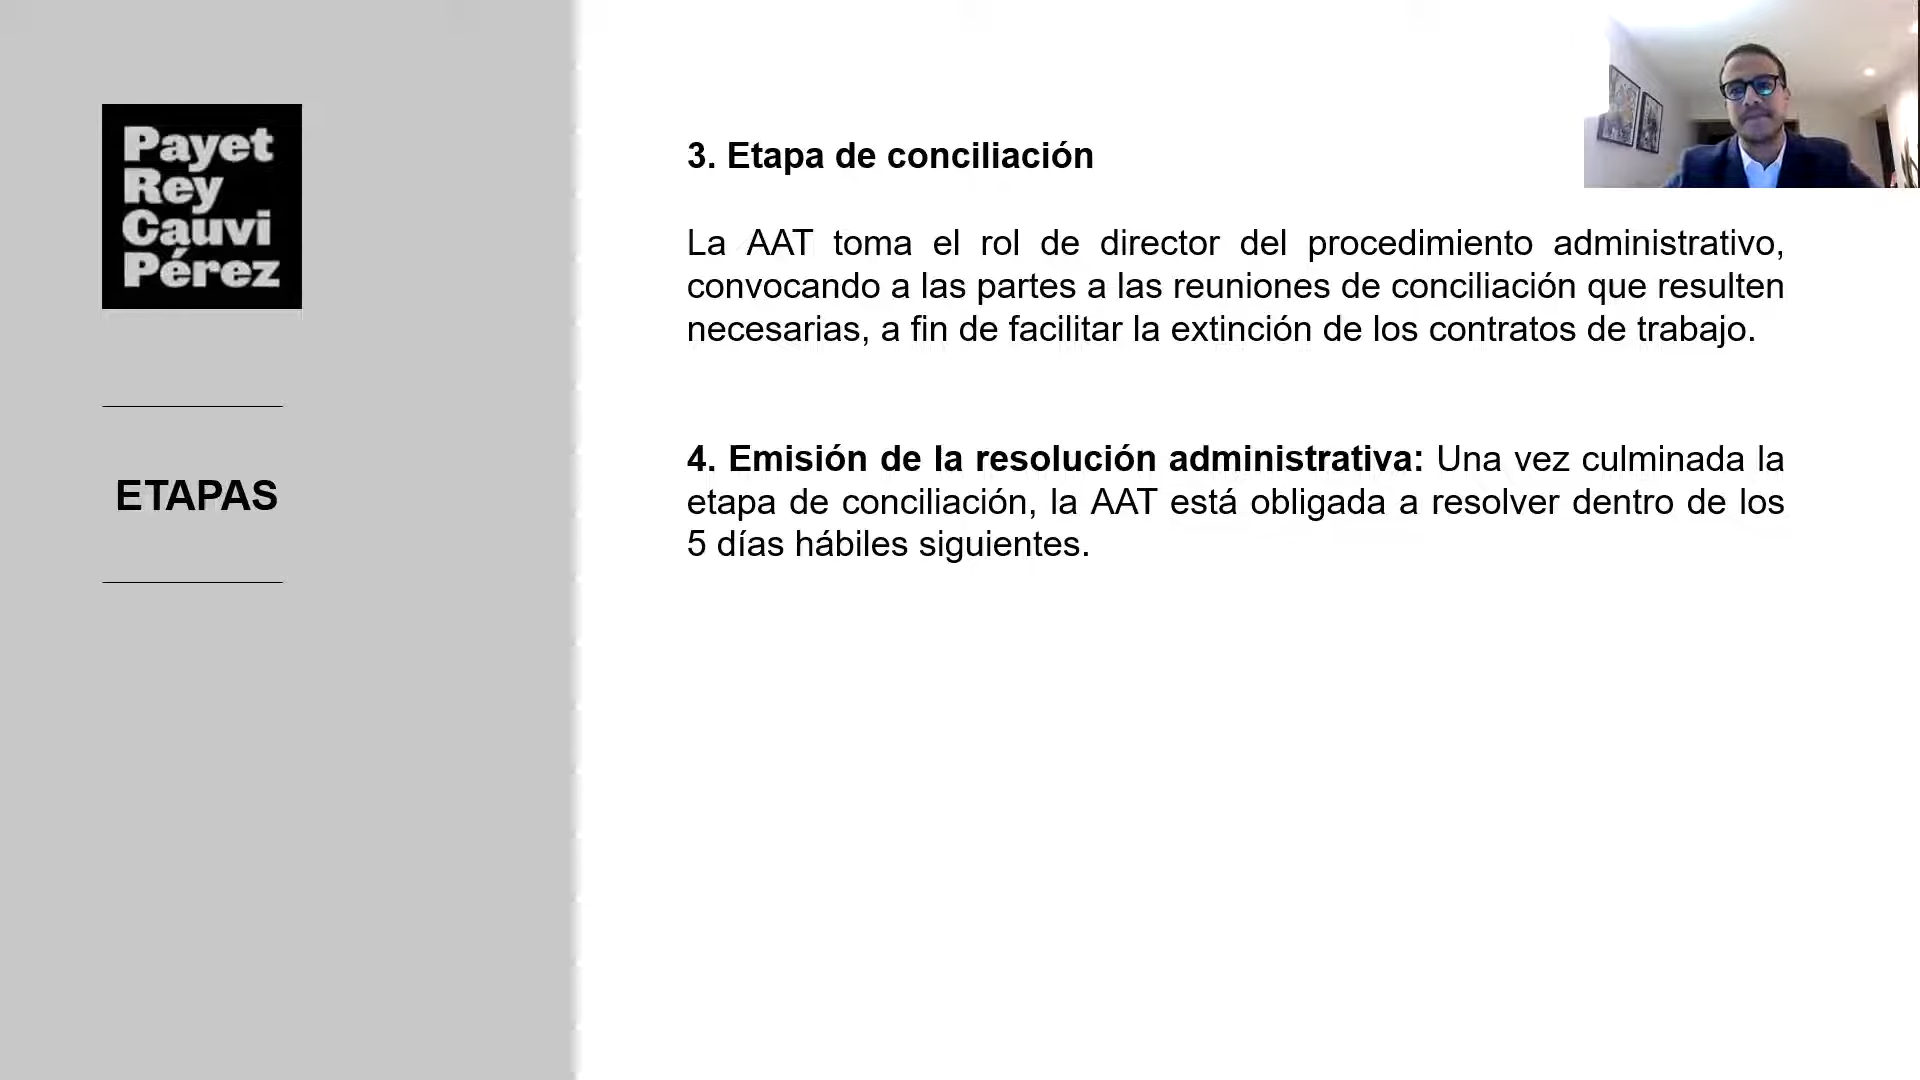 Payet
Rey
Cauvi
Pérez
ETAPAS
3. Etapa de conciliación
La AAT toma el rol de director del procedimiento administrativo,
convocando a las partes a las reuniones de conciliación que resulten
necesarias, a fin de facilitar la extinción de los contratos de trabajo.
4. Emisión de la resolución administrativa: Una vez culminada la
etapa de conciliación, la AAT está obligada a resolver dentro de los
5 días hábiles siguientes.